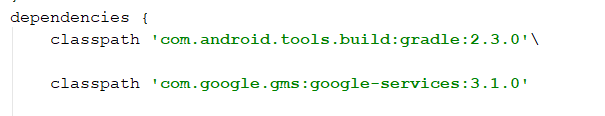 dependencies {
classpath 'com.android.tools.build:gradle:2.3.0'\
classpath 'com.google.gms:google-services:3.1.0'